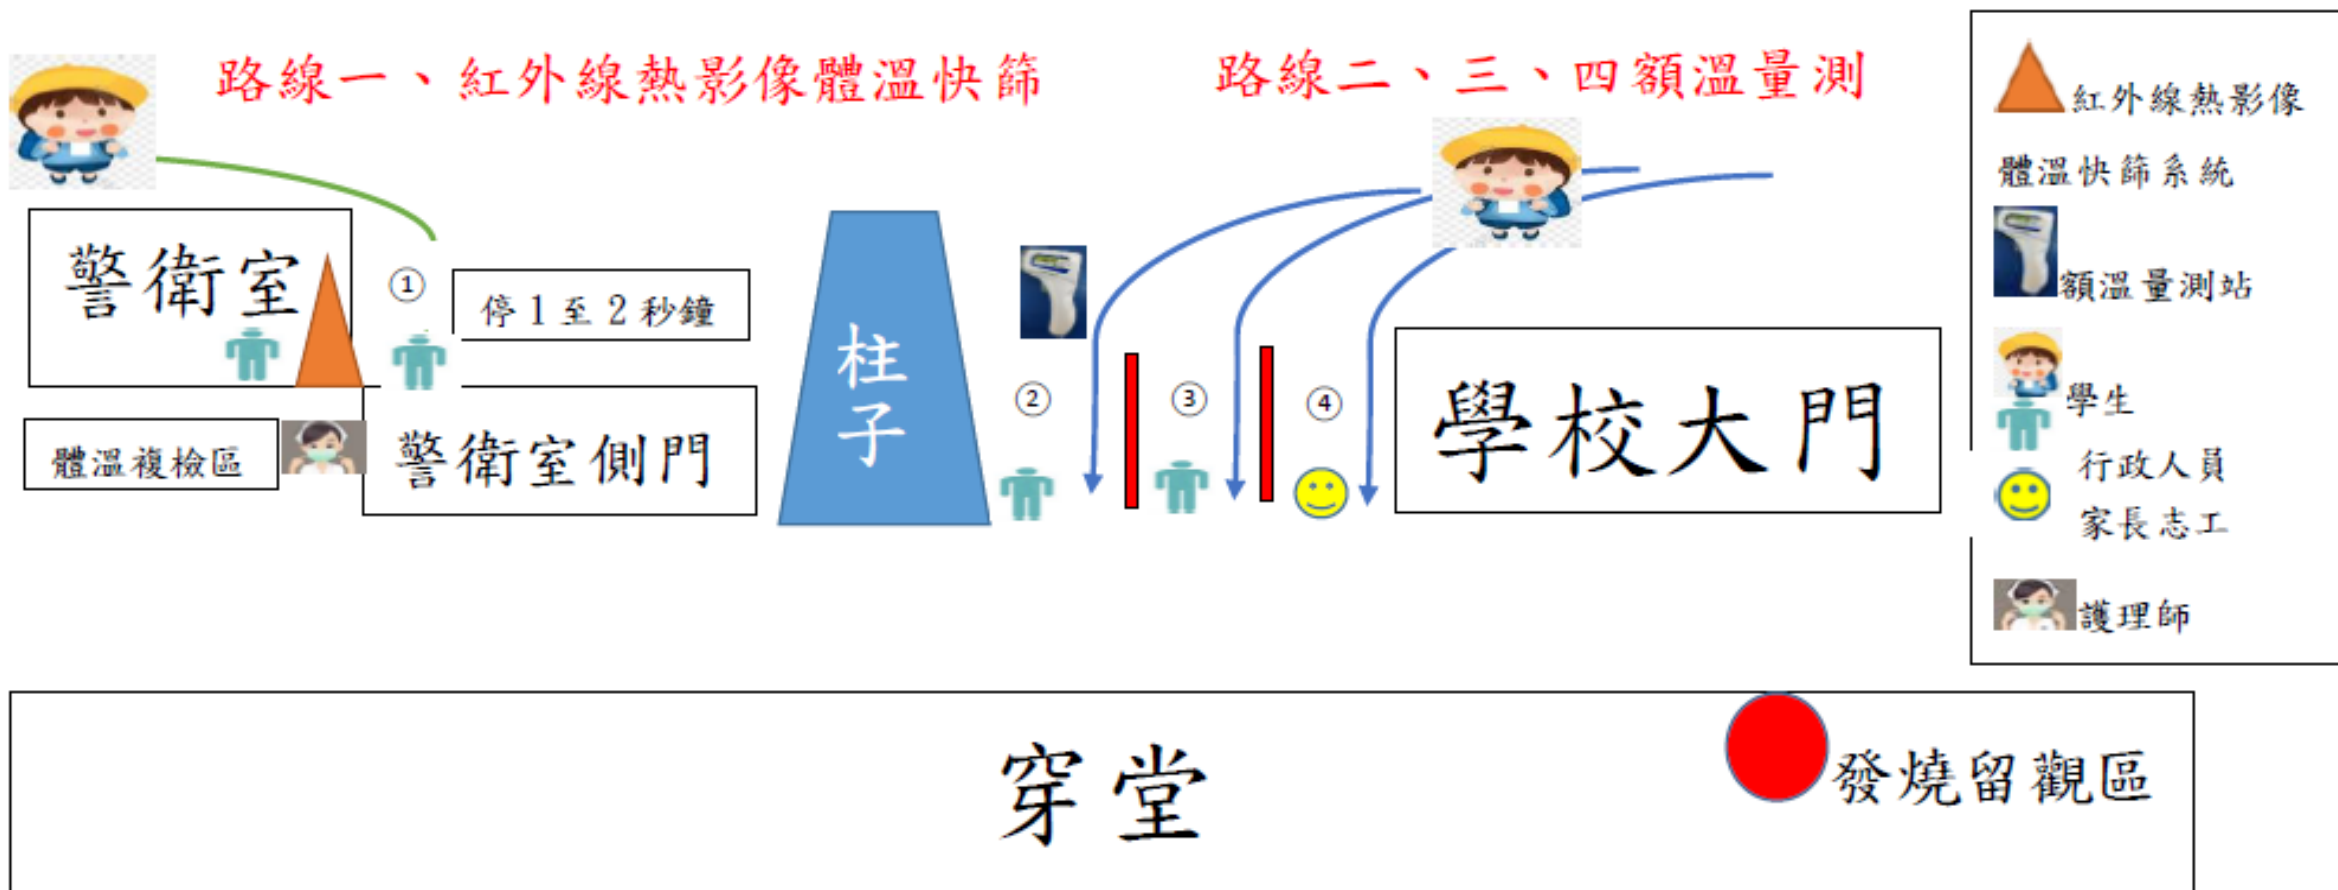 路線一、紅外線熱影像體溫快篩
路線二、三、四額溫量測
警衛室
①
停 1 至 2 秒鐘
體溫複檢區
警衛室側門
柱
子
②
③
④
學校大門
紅外線熱影像
體溫快篩系統
額溫量測站
學生
行政人員
家長志工
護理師
穿堂
發燒留觀區